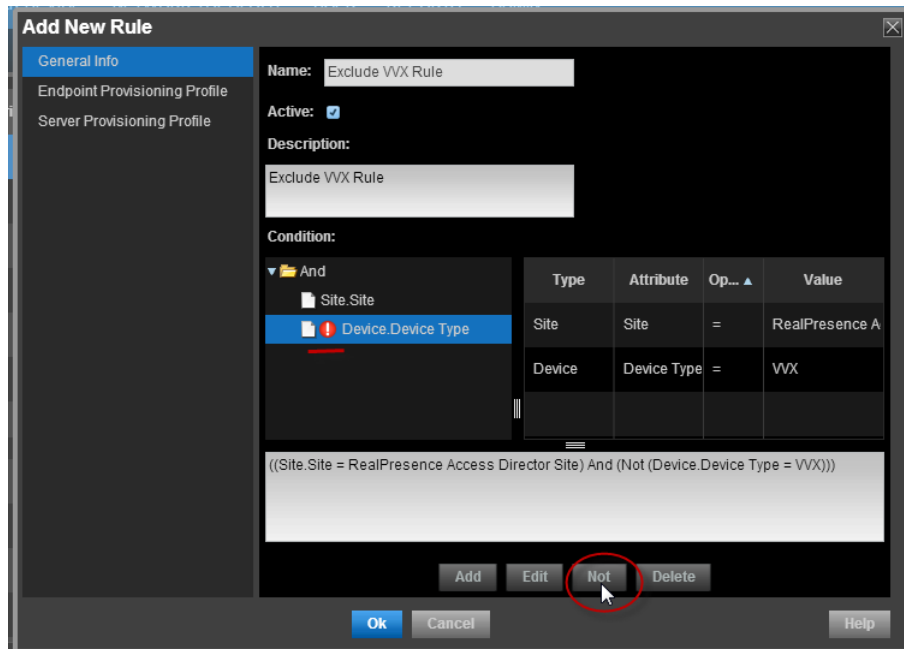 Add New Rule
General Info
Endpoint Provisioning Profile
Server Provisioning Profile
Name: Exclude VVX Rule
Active:
Description:
Exclude VVX Rule
Condition:
And
Site.Site
Device.Device Type
Type Attribute Op... Value
Site Site = RealPresence A
Device Device Type = VVX
((Site.Site = RealPresence Access Director Site) And (Not (Device.Device Type = VVX)))
Add Edit Not Delete
Ok Cancel Help